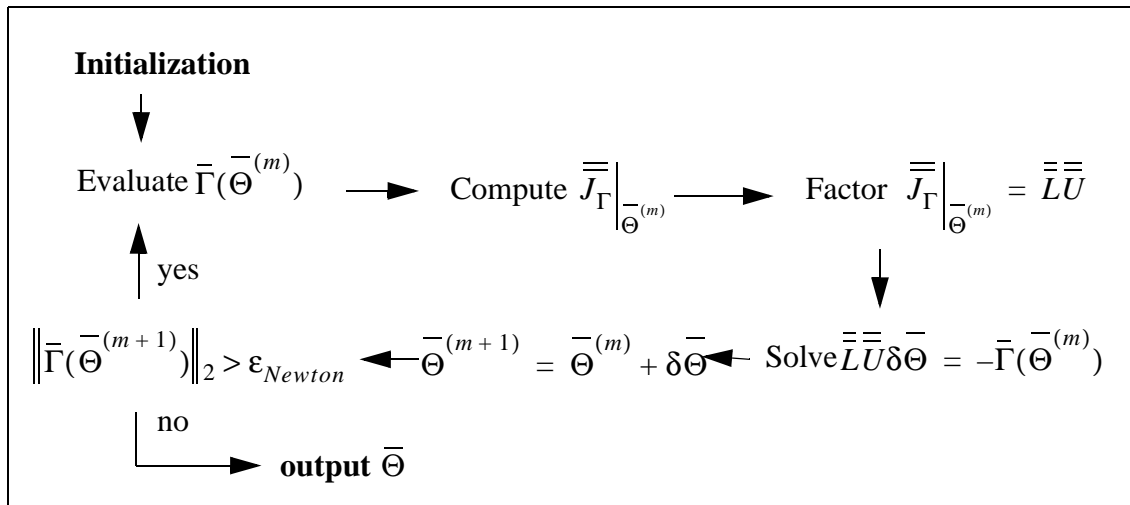 Initialization
Evaluate Γ̄(Θ̄^(m)) Compute J̿_Γ|_Θ̄^(m) Factor J̿_Γ|_Θ̄^(m) = L̿U̿
yes
‖Γ̄(Θ̄^(m + 1))‖₂ > ε_Newton Θ̄^(m + 1) = Θ̄^(m) + δΘ̄ Solve L̿U̿δΘ̄ = −Γ̄(Θ̄^(m))
no
output Θ̄